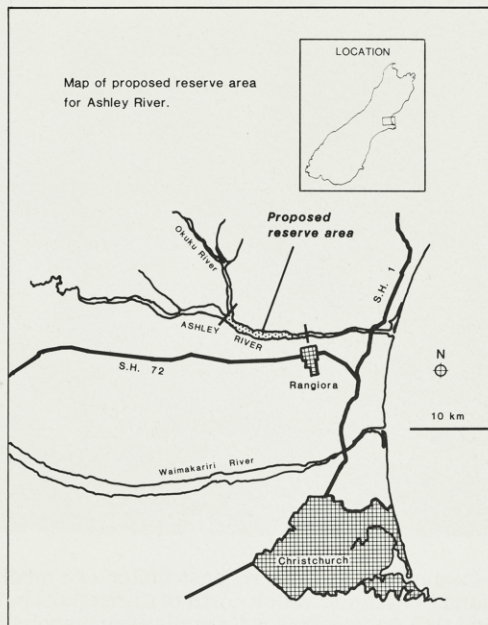 LOCATION
Map of proposed reserve area
for Ashley River.
Proposed
reserve area
Okuku River
S.H. 1
ASHLEY RIVER
S.H. 72
Rangiora
N
10 km
Waimakariri River
Christchurch